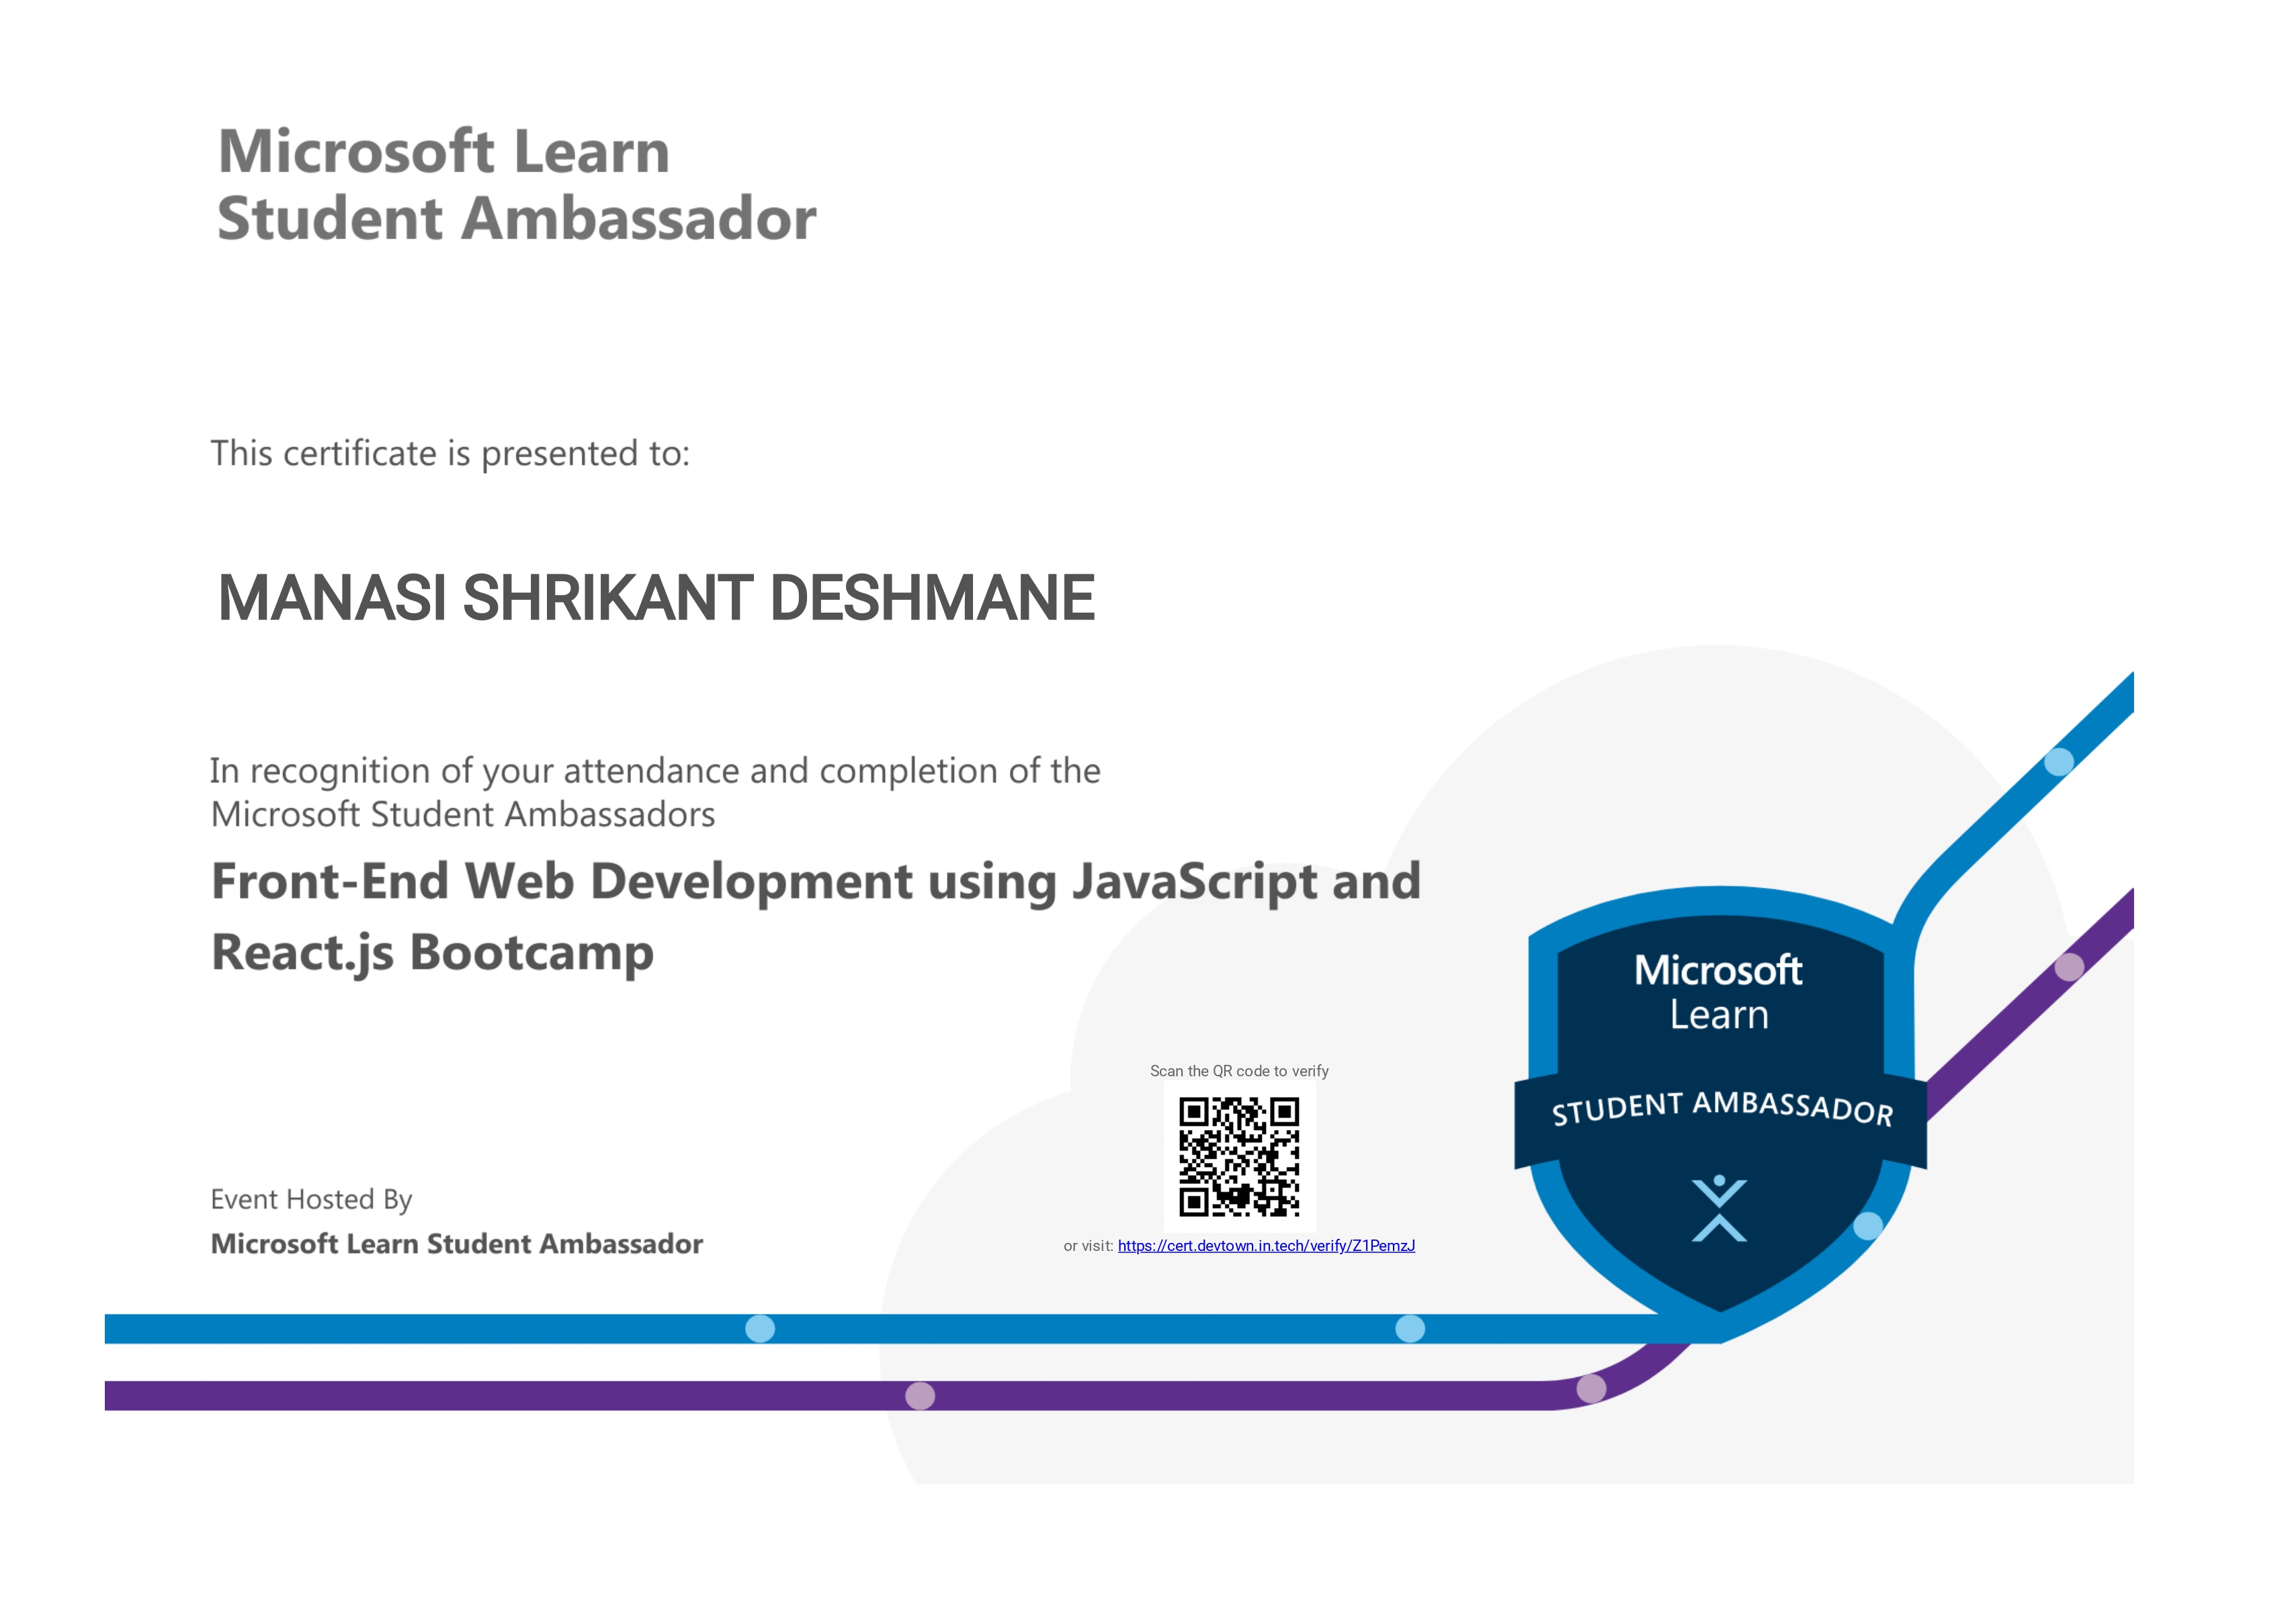 Microsoft Learn
Student Ambassador
This certificate is presented to:
MANASI SHRIKANT DESHMANE
In recognition of your attendance and completion of the
Microsoft Student Ambassadors
Front-End Web Development using JavaScript and
React.js Bootcamp
Scan the QR code to verify
or visit: https://cert.devtown.in.tech/verify/Z1PemzJ
Event Hosted By
Microsoft Learn Student Ambassador
Microsoft
Learn
STUDENT AMBASSADOR